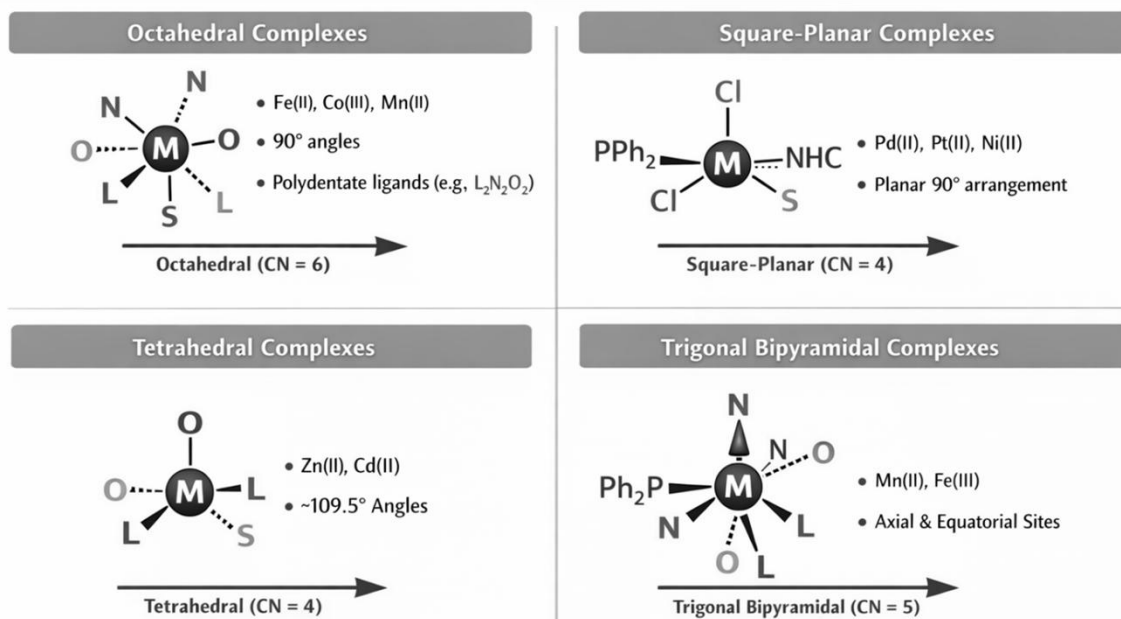 Octahedral Complexes
N
N
O
M
O
L
S
L
• Fe(II), Co(III), Mn(II)
• 90° angles
• Polydentate ligands (e.g, L₂N₂O₂)
Octahedral (CN = 6)
Square-Planar Complexes
Cl
PPh₂
M
NHC
Cl
S
• Pd(II), Pt(II), Ni(II)
• Planar 90° arrangement
Square-Planar (CN = 4)
Tetrahedral Complexes
O
O
M
L
L
S
• Zn(II), Cd(II)
• ~109.5° Angles
Tetrahedral (CN = 4)
Trigonal Bipyramidal Complexes
N
N
O
Ph₂P
M
N
L
O
L
• Mn(II), Fe(III)
• Axial & Equatorial Sites
Trigonal Bipyramidal (CN = 5)